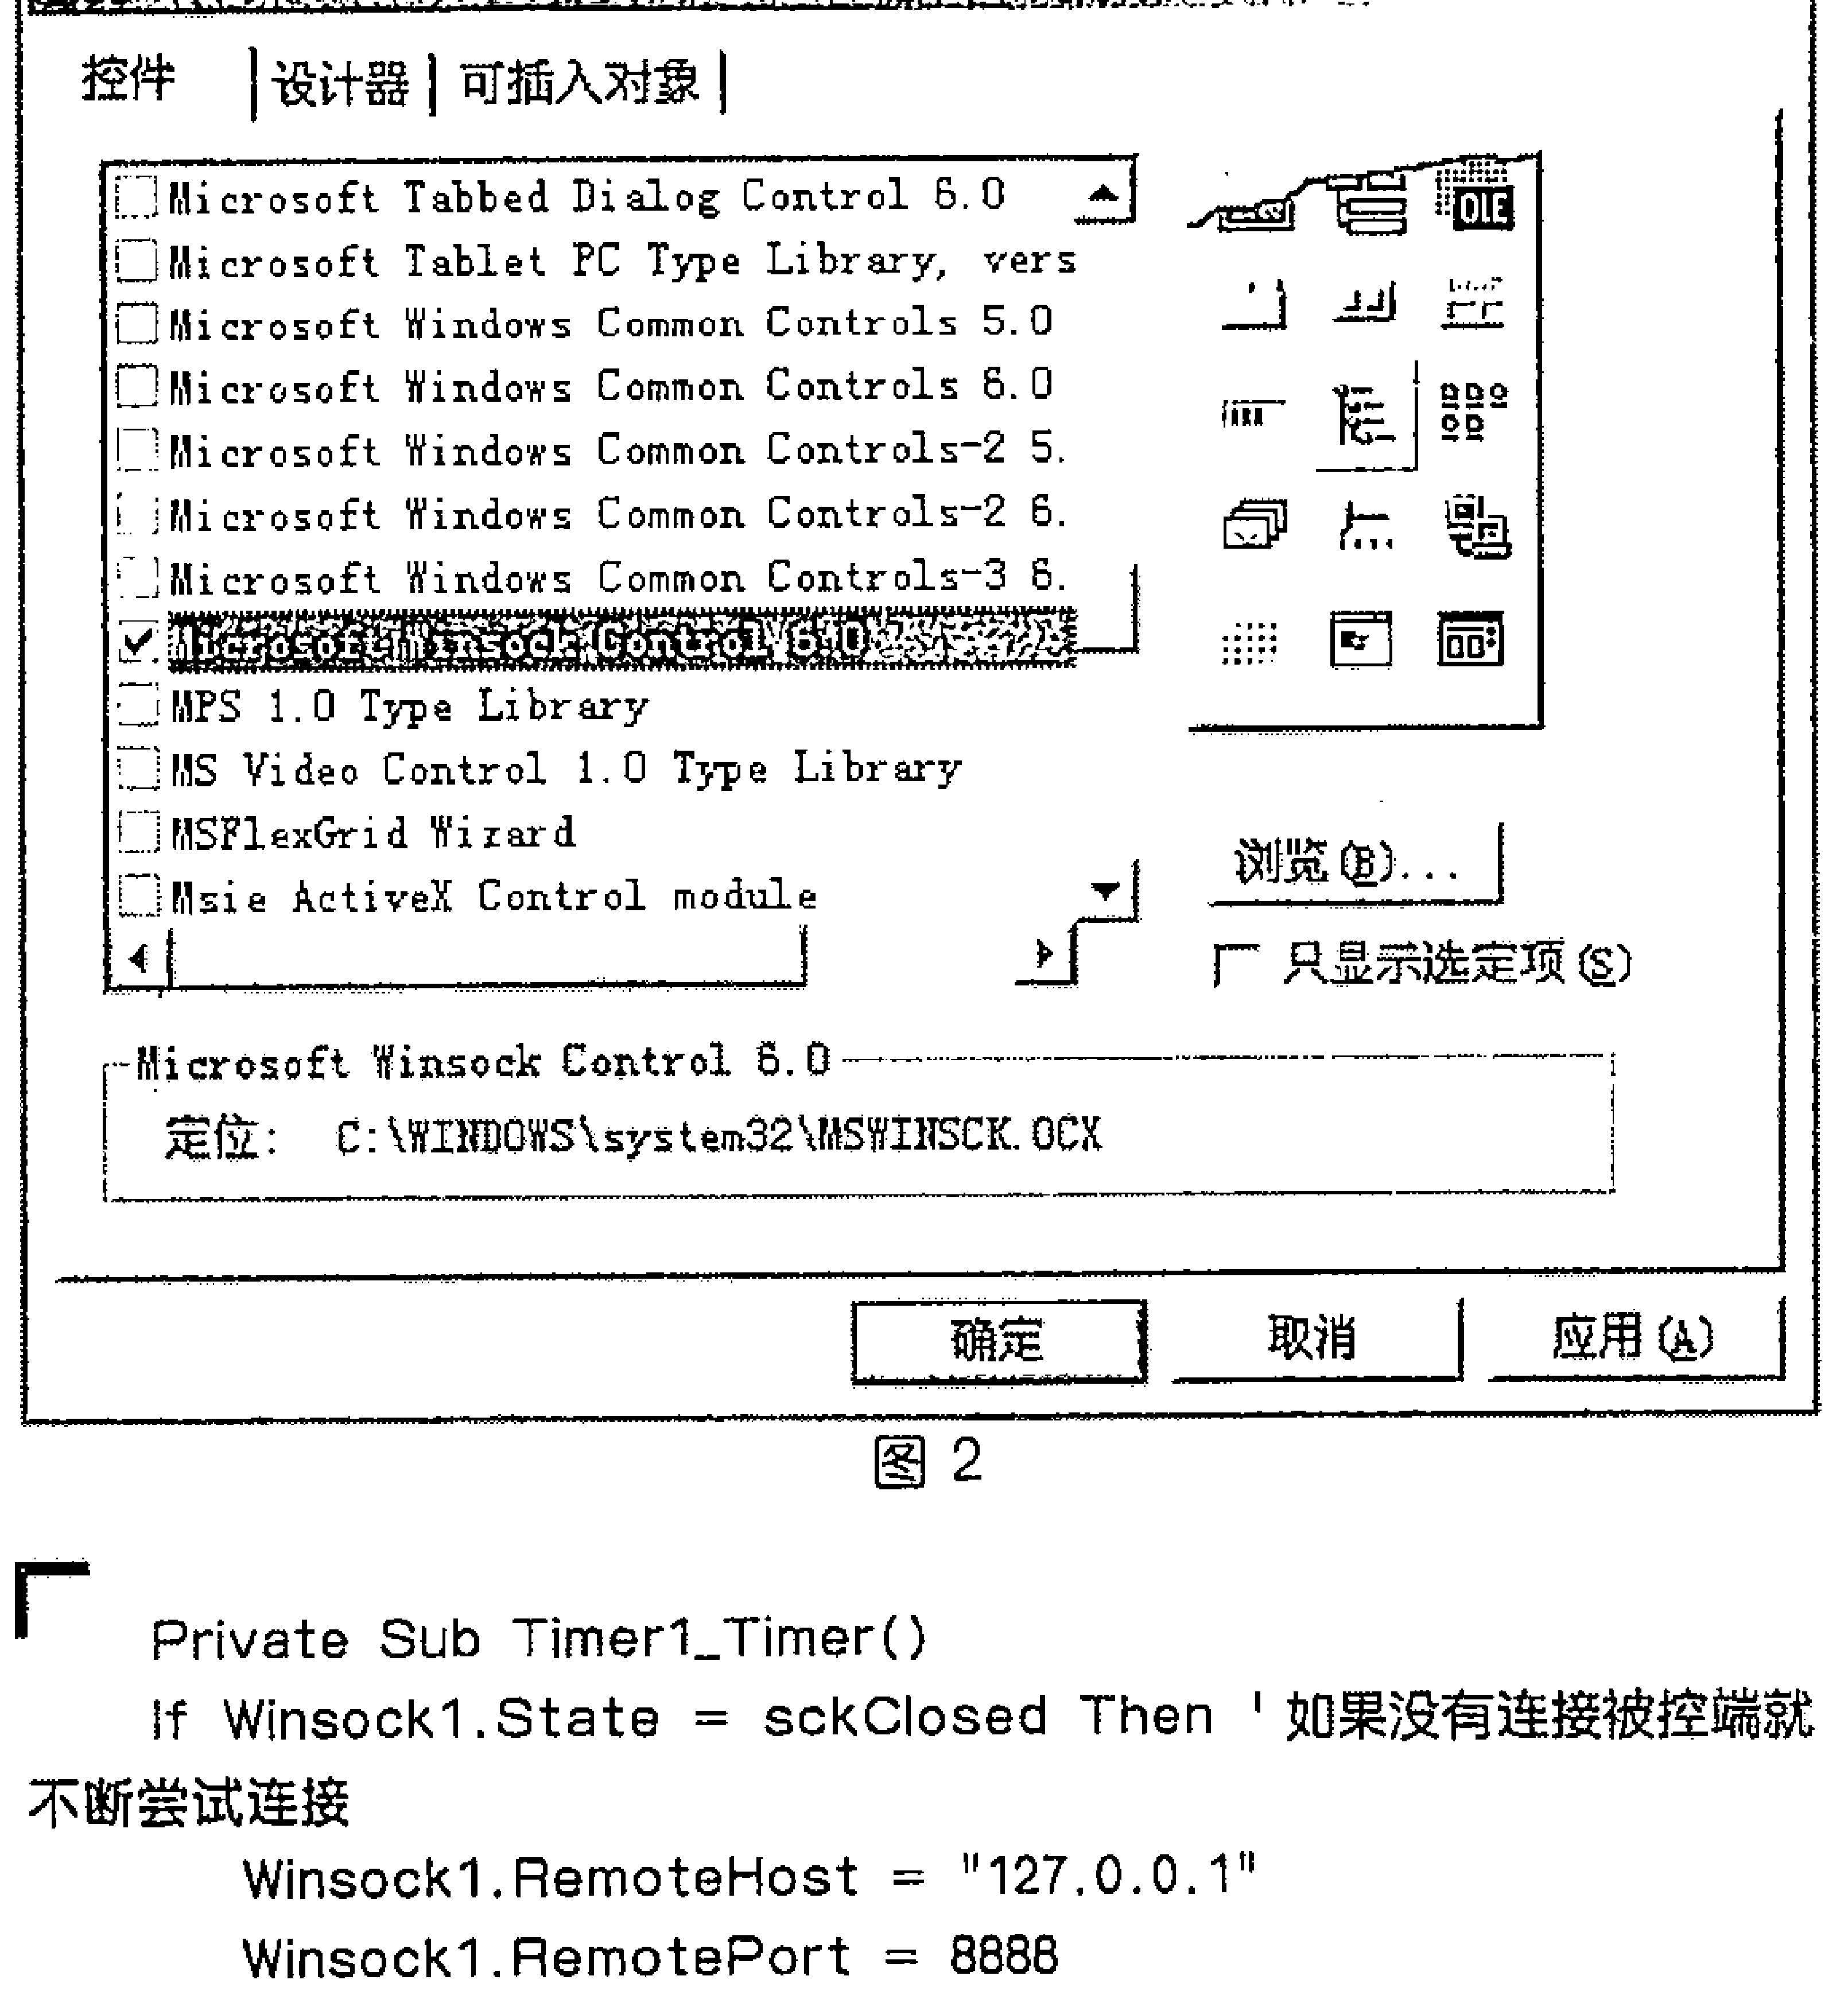 控件 设计器 可插入对象
Microsoft Tabbed Dialog Control 6.0
Microsoft Tablet PC Type Library, vers
Microsoft Windows Common Controls 5.0
Microsoft Windows Common Controls 6.0
Microsoft Windows Common Controls-2 5.
Microsoft Windows Common Controls-2 6.
Microsoft Windows Common Controls-3 6.
Microsoft Winsock Control 6.0
MPS 1.0 Type Library
MS Video Control 1.0 Type Library
MSFlexGrid Wizard
Msie ActiveX Control module
OLE
浏览(B)...
只显示选定项(S)
Microsoft Winsock Control 6.0
定位: C:\WINDOWS\system32\MSWINSCK.OCX
确定 取消 应用(A)
图 2
Private Sub Timer1_Timer()
If Winsock1.State = sckClosed Then '如果没有连接被控端就
不断尝试连接
Winsock1.RemoteHost = "127.0.0.1"
Winsock1.RemotePort = 8888